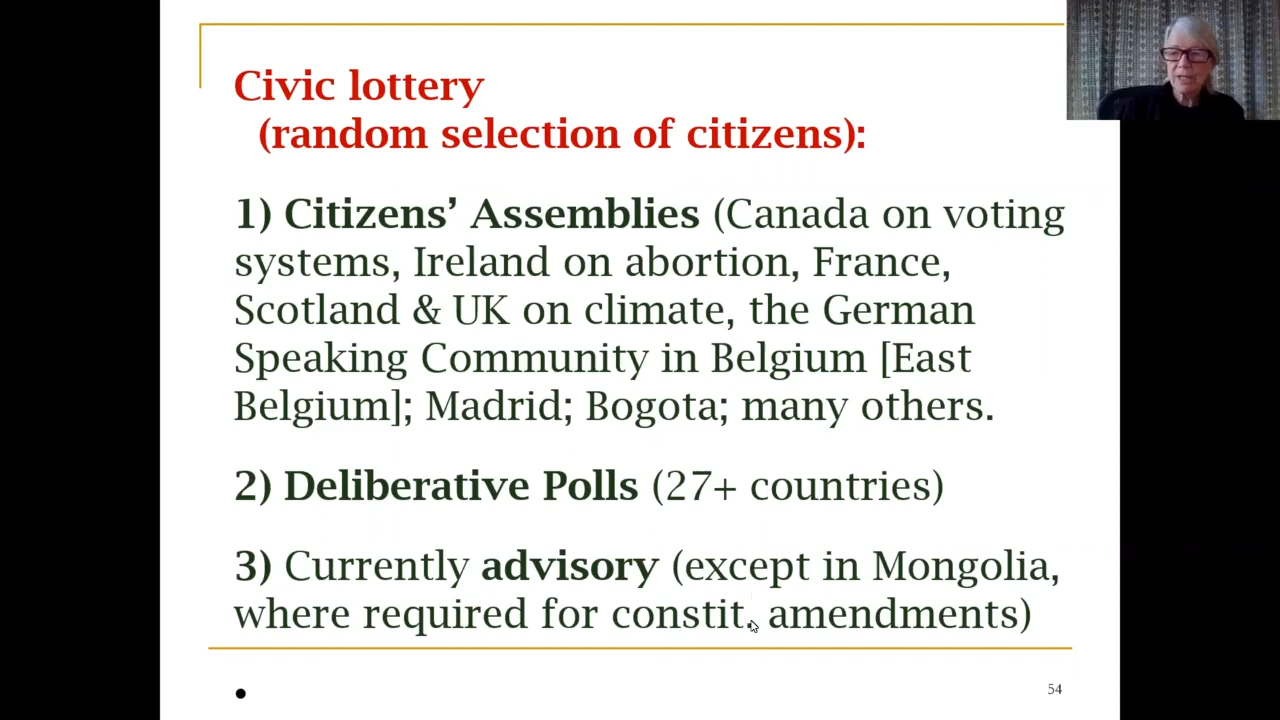 Civic lottery
(random selection of citizens):
1) Citizens’ Assemblies (Canada on voting
systems, Ireland on abortion, France,
Scotland & UK on climate, the German
Speaking Community in Belgium [East
Belgium]; Madrid; Bogota; many others.
2) Deliberative Polls (27+ countries)
3) Currently advisory (except in Mongolia,
where required for constit. amendments)
•
54